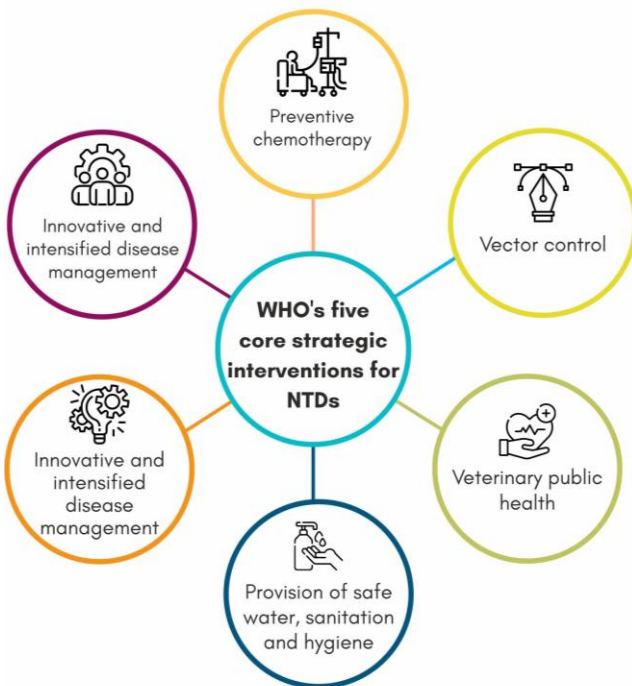 Preventive
chemotherapy
Innovative and
intensified disease
management
Vector control
WHO's five
core strategic
interventions for
NTDs
Innovative and
intensified
disease
management
Veterinary public
health
Provision of safe
water, sanitation
and hygiene